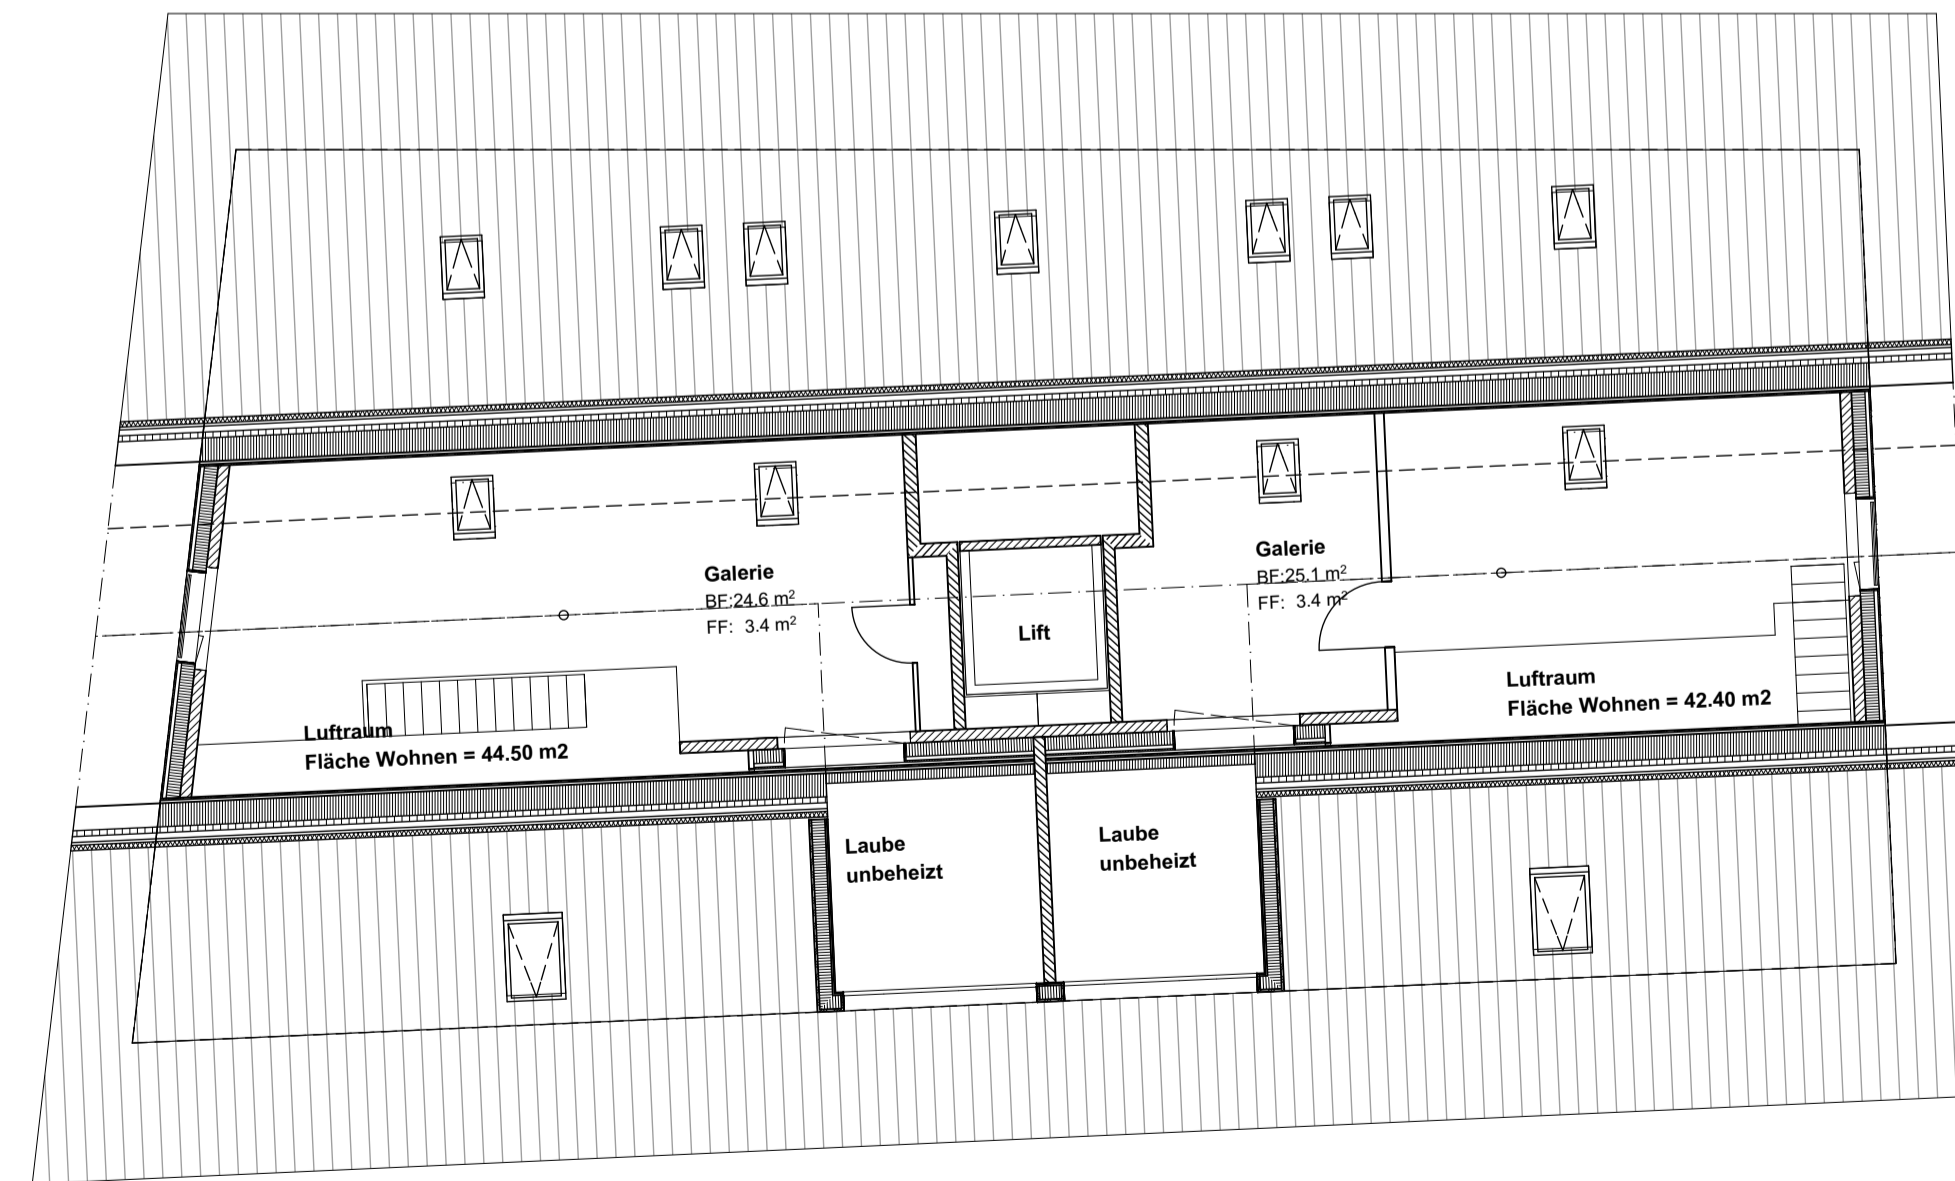 Galerie
BF:24.6 m²
FF: 3.4 m²
Galerie
BF:25.1 m²
FF: 3.4 m²
Lift
Luftraum
Fläche Wohnen = 44.50 m2
Luftraum
Fläche Wohnen = 42.40 m2
Laube
unbeheizt
Laube
unbeheizt